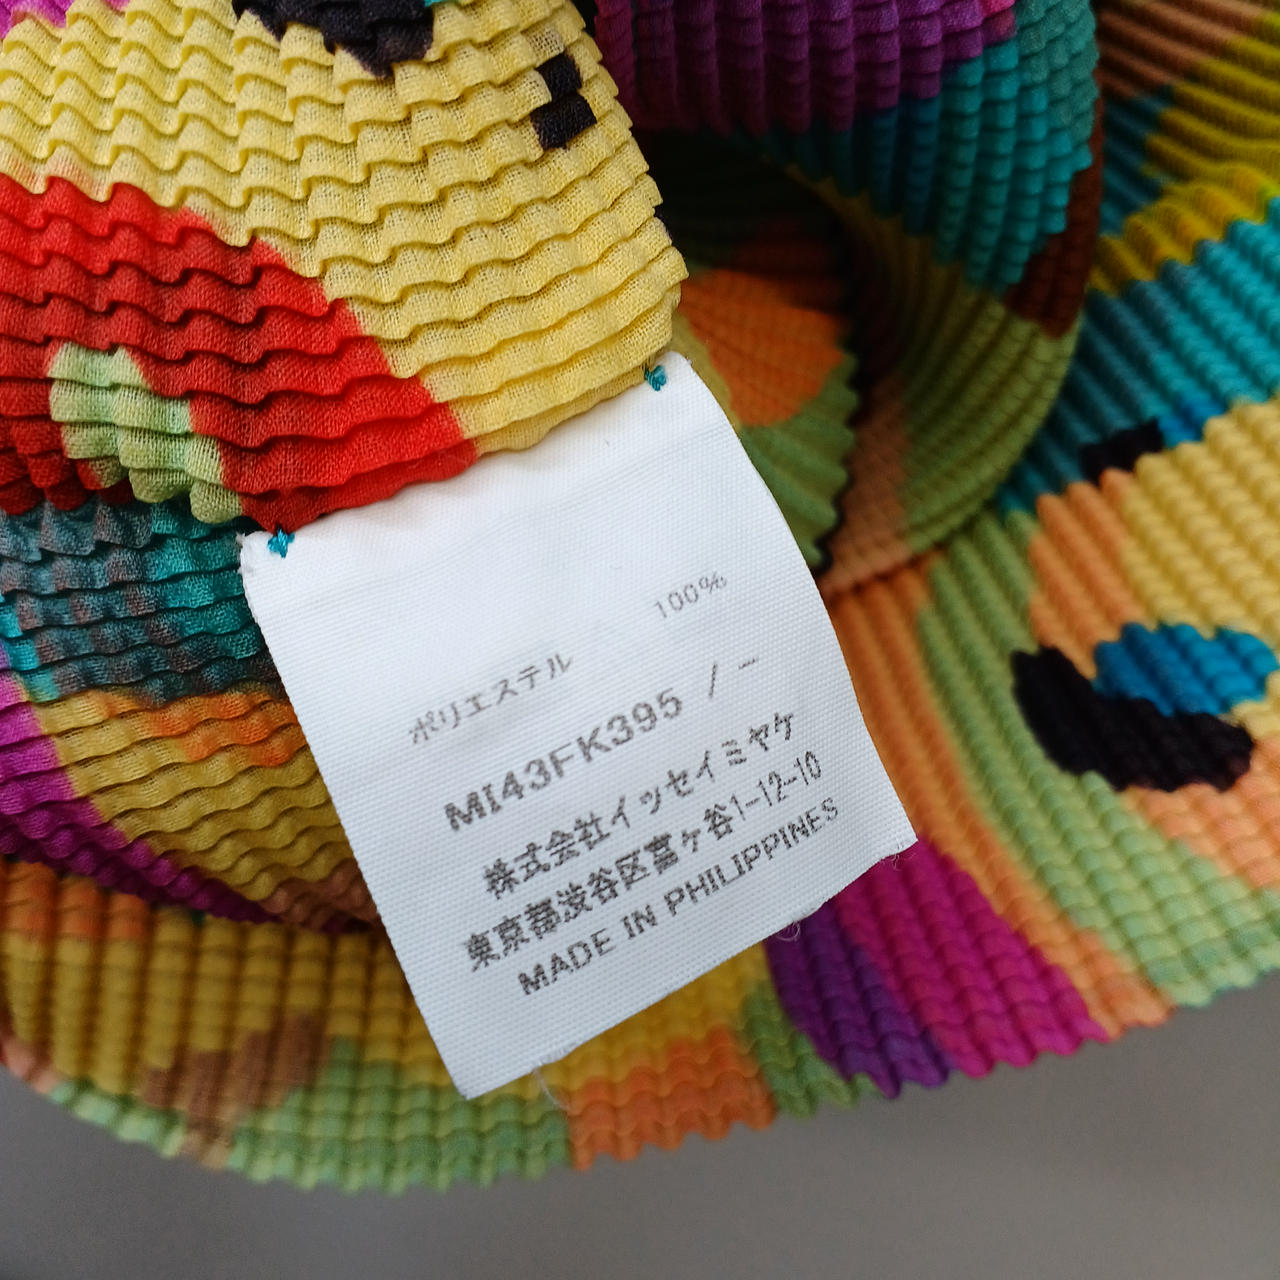 ポリエステル 100%
MI43FK395 / −
株式会社イッセイミヤケ
東京都渋谷区富ヶ谷1-12-10
MADE IN PHILIPPINES